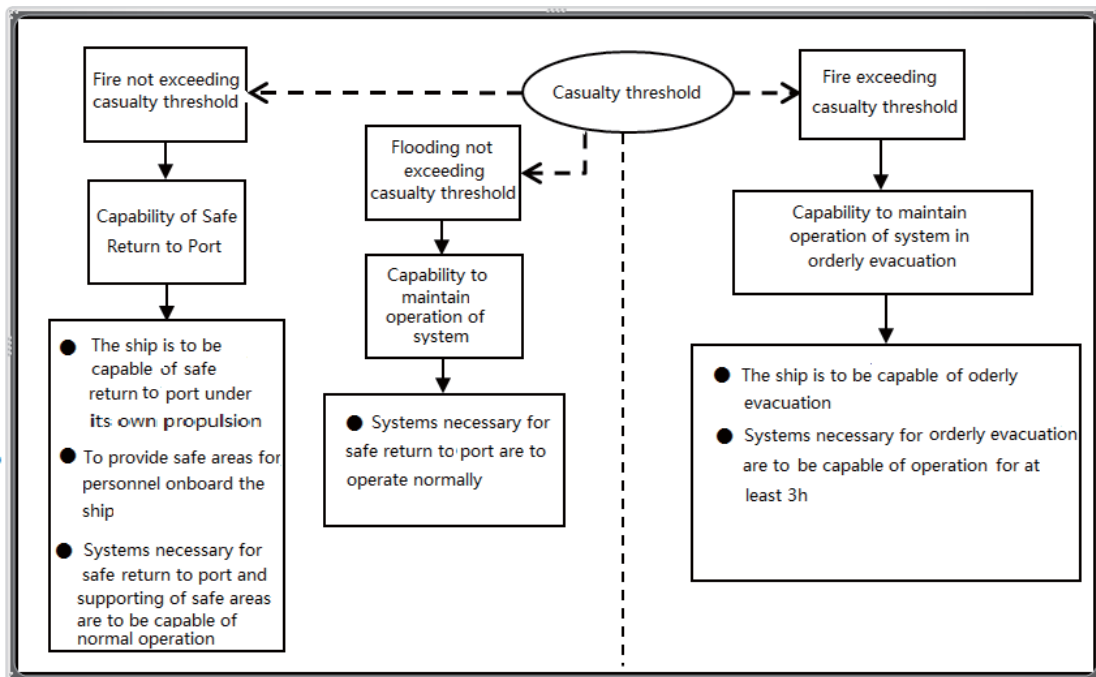 Fire not exceeding
casualty threshold
Casualty threshold
Fire exceeding
casualty threshold
Flooding not
exceeding
casualty threshold
Capability of Safe
Return to Port
Capability to
maintain
operation of
system
Capability to maintain
operation of system in
orderly evacuation
● The ship is to be
capable of safe
return to port under
its own propulsion
● To provide safe areas for
personnel onboard the
ship
● Systems necessary for
safe return to port and
supporting of safe areas
are to be capable of
normal operation
● Systems necessary for
safe return to port are to
operate normally
● The ship is to be capable of oderly
evacuation
● Systems necessary for orderly evacuation
are to be capable of operation for at
least 3h